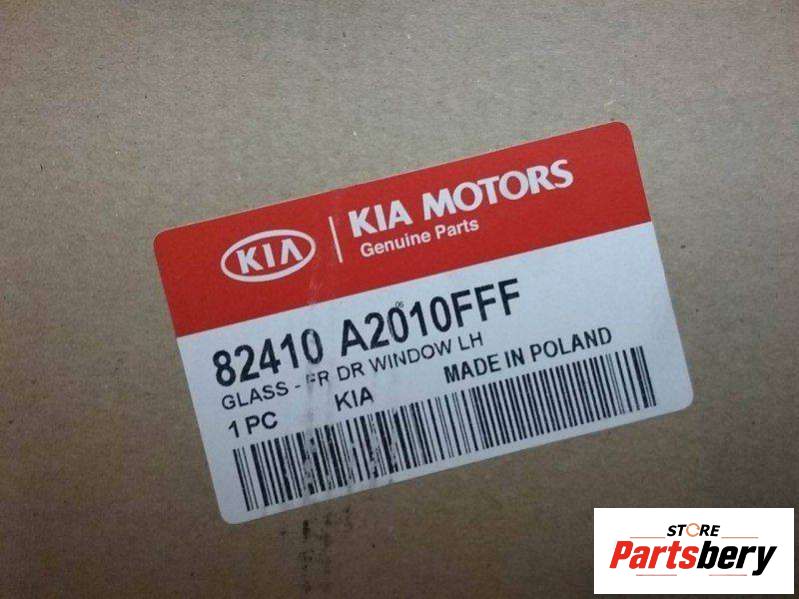 KIA
KIA MOTORS
Genuine Parts
06
82410 A2010FFF
GLASS - FR DR WINDOW LH
1 PC KIA MADE IN POLAND
STORE
Partsbery